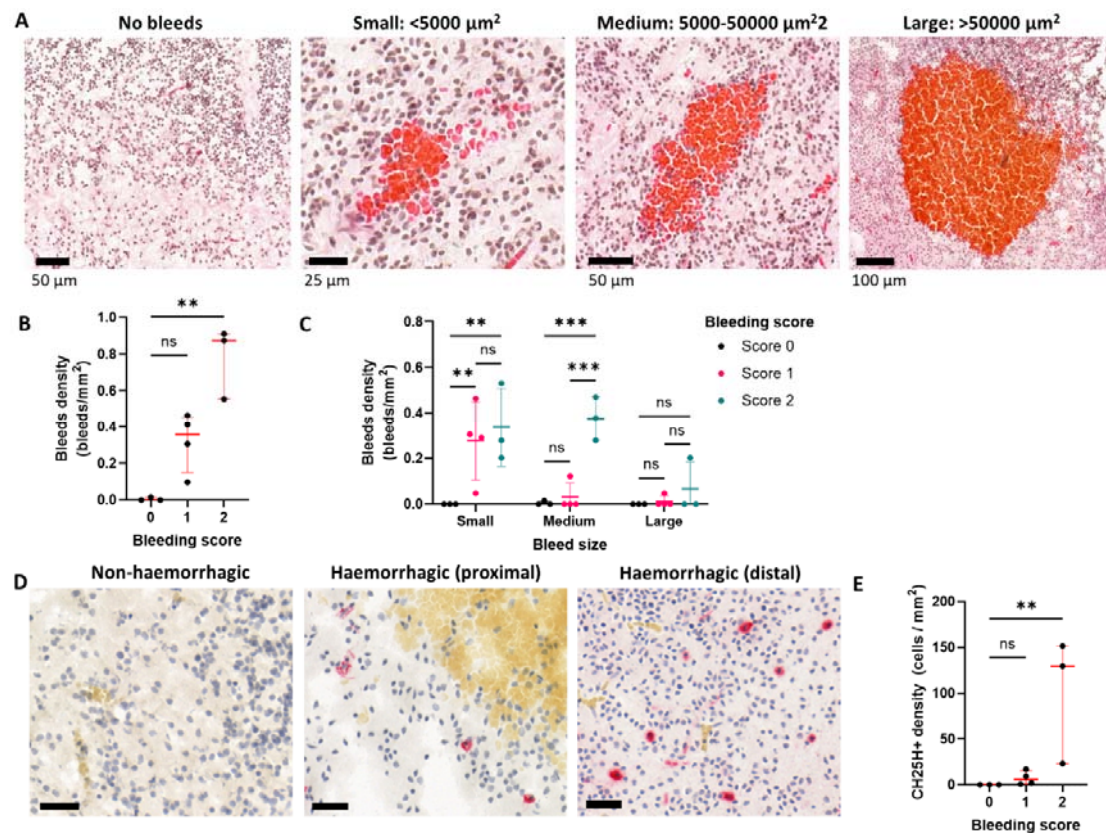 A
No bleeds
Small: <5000 µm²
Medium: 5000-50000 µm²2
Large: >50000 µm²
50 µm
25 µm
50 µm
100 µm
B
Bleeds density
(bleeds/mm²)
1.0
0.8
0.6
0.4
0.2
0.0
ns
**
0 1 2
Bleeding score
C
Bleeds density
(bleeds/mm²)
0.8
0.6
0.4
0.2
0.0
**
ns
**
***
***
ns
ns
ns
ns
Small Medium Large
Bleed size
Bleeding score
Score 0
Score 1
Score 2
D
Non-haemorrhagic
Haemorrhagic (proximal)
Haemorrhagic (distal)
E
CH25H+ density (cells / mm²)
200
150
100
50
0
**
ns
0 1 2
Bleeding score